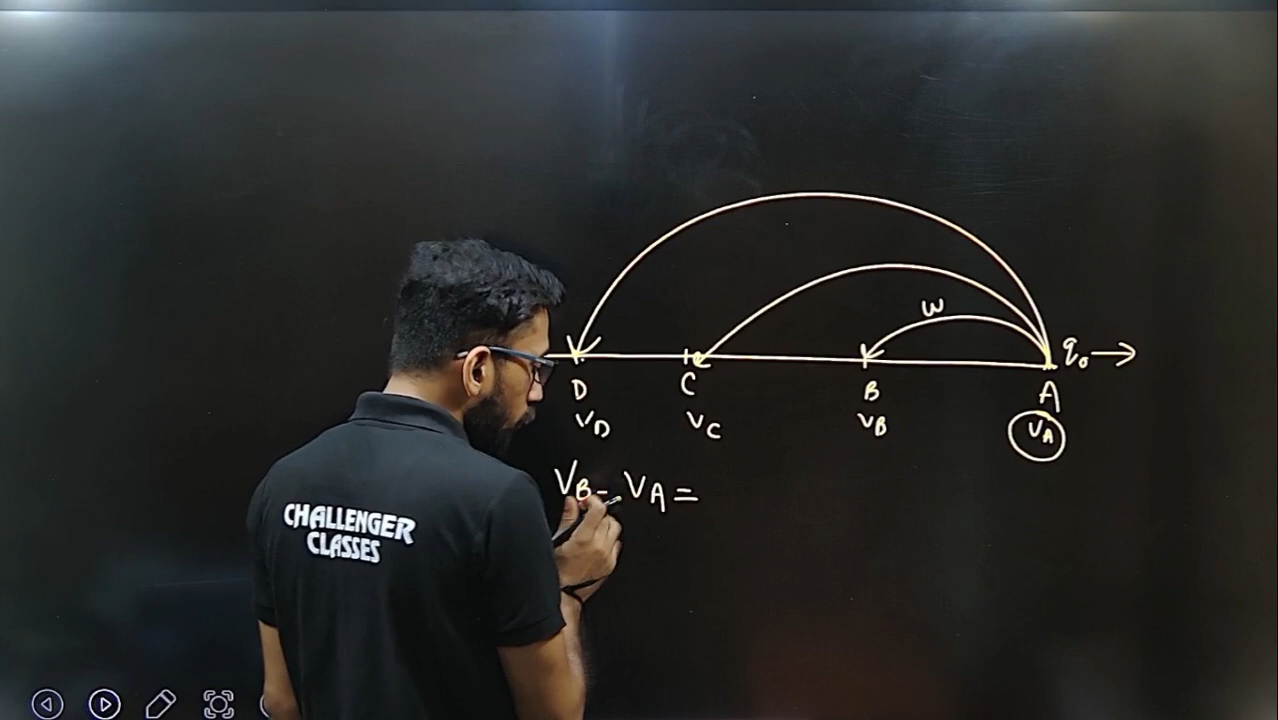 W
q₀ →
D C B A
V_D V_C V_B V_A
V_B - V_A =
CHALLENGER
CLASSES